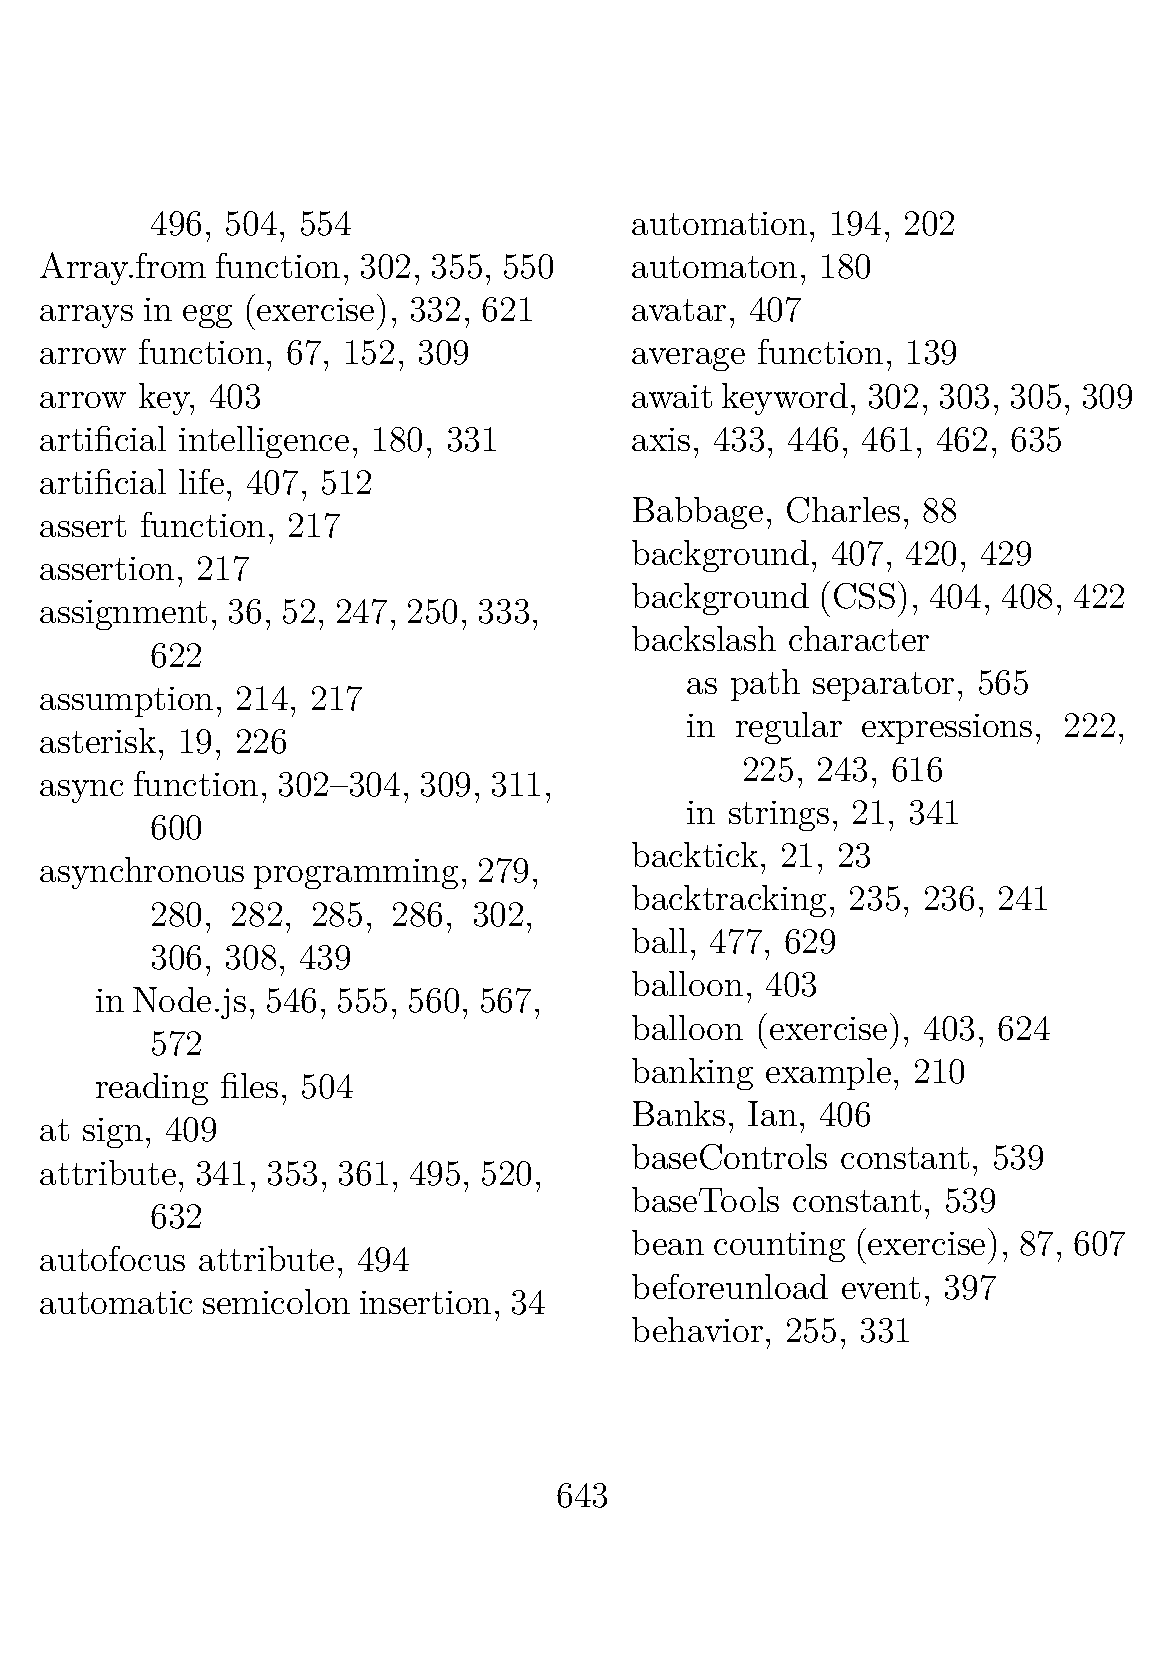 496, 504, 554
Array.from function, 302, 355, 550
arrays in egg (exercise), 332, 621
arrow function, 67, 152, 309
arrow key, 403
artificial intelligence, 180, 331
artificial life, 407, 512
assert function, 217
assertion, 217
assignment, 36, 52, 247, 250, 333,
622
assumption, 214, 217
asterisk, 19, 226
async function, 302–304, 309, 311,
600
asynchronous programming, 279,
280, 282, 285, 286, 302,
306, 308, 439
in Node.js, 546, 555, 560, 567,
572
reading files, 504
at sign, 409
attribute, 341, 353, 361, 495, 520,
632
autofocus attribute, 494
automatic semicolon insertion, 34
automation, 194, 202
automaton, 180
avatar, 407
average function, 139
await keyword, 302, 303, 305, 309
axis, 433, 446, 461, 462, 635
Babbage, Charles, 88
background, 407, 420, 429
background (CSS), 404, 408, 422
backslash character
as path separator, 565
in regular expressions, 222,
225, 243, 616
in strings, 21, 341
backtick, 21, 23
backtracking, 235, 236, 241
ball, 477, 629
balloon, 403
balloon (exercise), 403, 624
banking example, 210
Banks, Ian, 406
baseControls constant, 539
baseTools constant, 539
bean counting (exercise), 87, 607
beforeunload event, 397
behavior, 255, 331
643